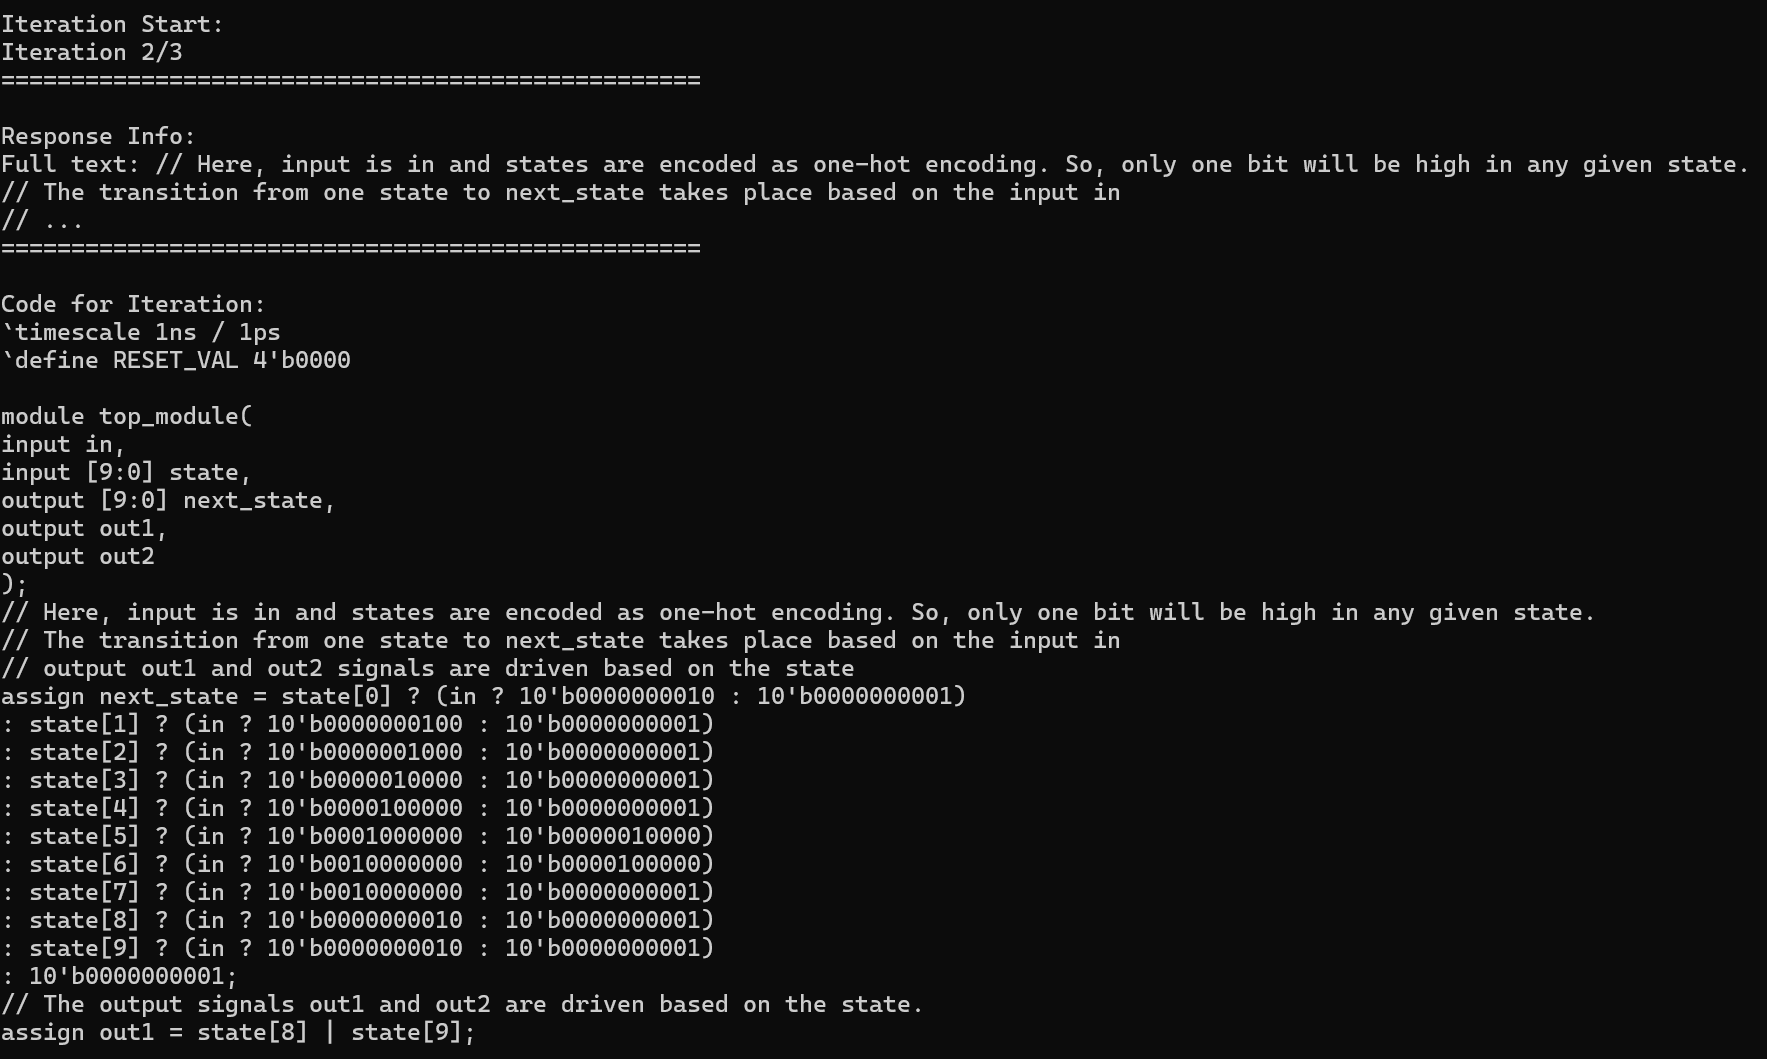 Iteration Start:
Iteration 2/3
==================================================
Response Info:
Full text: // Here, input is in and states are encoded as one-hot encoding. So, only one bit will be high in any given state.
// The transition from one state to next_state takes place based on the input in
// ...
==================================================
Code for Iteration:
`timescale 1ns / 1ps
`define RESET_VAL 4'b0000
module top_module(
input in,
input [9:0] state,
output [9:0] next_state,
output out1,
output out2
);
// Here, input is in and states are encoded as one-hot encoding. So, only one bit will be high in any given state.
// The transition from one state to next_state takes place based on the input in
// output out1 and out2 signals are driven based on the state
assign next_state = state[0] ? (in ? 10'b0000000010 : 10'b0000000001)
: state[1] ? (in ? 10'b0000000100 : 10'b0000000001)
: state[2] ? (in ? 10'b0000001000 : 10'b0000000001)
: state[3] ? (in ? 10'b0000010000 : 10'b0000000001)
: state[4] ? (in ? 10'b0000100000 : 10'b0000000001)
: state[5] ? (in ? 10'b0001000000 : 10'b0000010000)
: state[6] ? (in ? 10'b0010000000 : 10'b0000100000)
: state[7] ? (in ? 10'b0010000000 : 10'b0000000001)
: state[8] ? (in ? 10'b0000000010 : 10'b0000000001)
: state[9] ? (in ? 10'b0000000010 : 10'b0000000001)
: 10'b0000000001;
// The output signals out1 and out2 are driven based on the state.
assign out1 = state[8] | state[9];